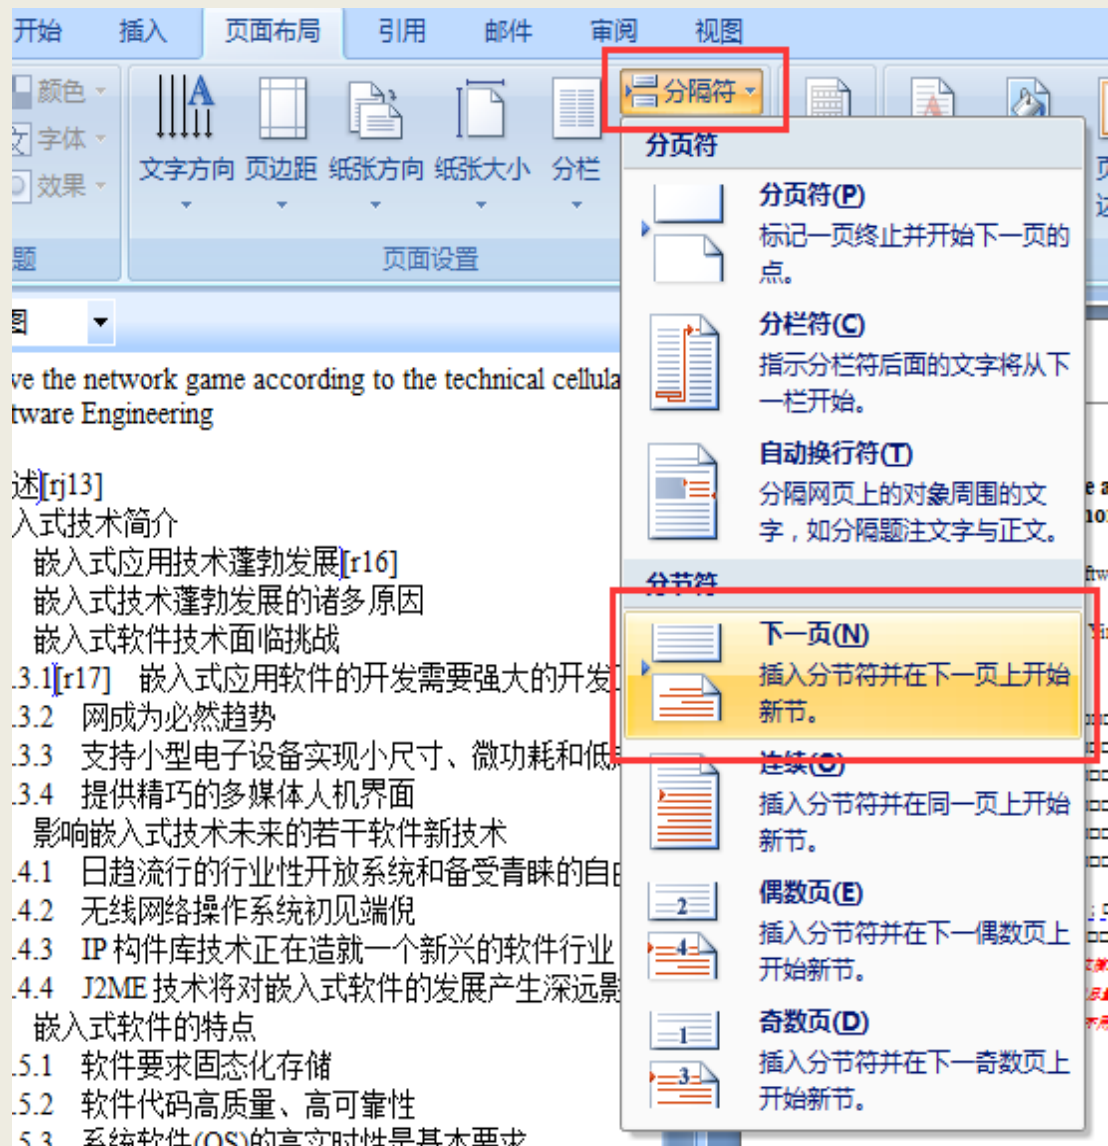 开始 插入 页面布局 引用 邮件 审阅 视图
颜色
字体
效果
文字方向 页边距 纸张方向 纸张大小 分栏
分隔符
题
页面设置
分页符
分页符(P)
标记一页终止并开始下一页的
点。
分栏符(C)
指示分栏符后面的文字将从下
一栏开始。
自动换行符(T)
分隔网页上的对象周围的文
字，如分隔题注文字与正文。
分节符
下一页(N)
插入分节符并在下一页上开始
新节。
连续(O)
插入分节符并在同一页上开始
新节。
偶数页(E)
插入分节符并在下一偶数页上
开始新节。
奇数页(D)
插入分节符并在下一奇数页上
开始新节。
图
ve the network game according to the technical cellula
tware Engineering
述[rj13]
入式技术简介
嵌入式应用技术蓬勃发展[r16]
嵌入式技术蓬勃发展的诸多原因
嵌入式软件技术面临挑战
.3.1[r17] 嵌入式应用软件的开发需要强大的开发
.3.2 网成为必然趋势
.3.3 支持小型电子设备实现小尺寸、微功耗和低
.3.4 提供精巧的多媒体人机界面
影响嵌入式技术未来的若干软件新技术
.4.1 日趋流行的行业性开放系统和备受青睐的自由
.4.2 无线网络操作系统初见端倪
.4.3 IP 构件库技术正在造就一个新兴的软件行业
.4.4 J2ME 技术将对嵌入式软件的发展产生深远影
嵌入式软件的特点
.5.1 软件要求固态化存储
.5.2 软件代码高质量、高可靠性
.5.3 系统软件(OS)的高实时性是基本要求